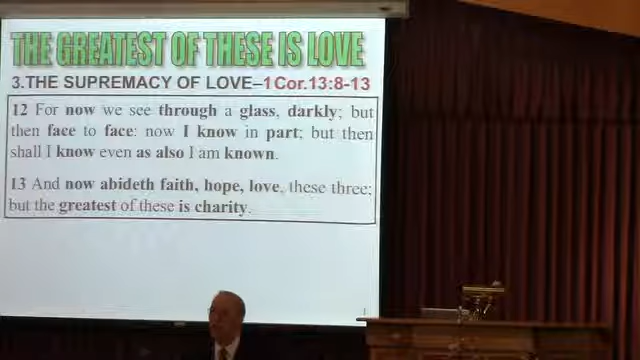 THE GREATEST OF THESE IS LOVE
3.THE SUPREMACY OF LOVE–1Cor.13:8-13
12 For now we see through a glass, darkly; but
then face to face: now I know in part; but then
shall I know even as also I am known.
13 And now abideth faith, hope, love, these three;
but the greatest of these is charity.